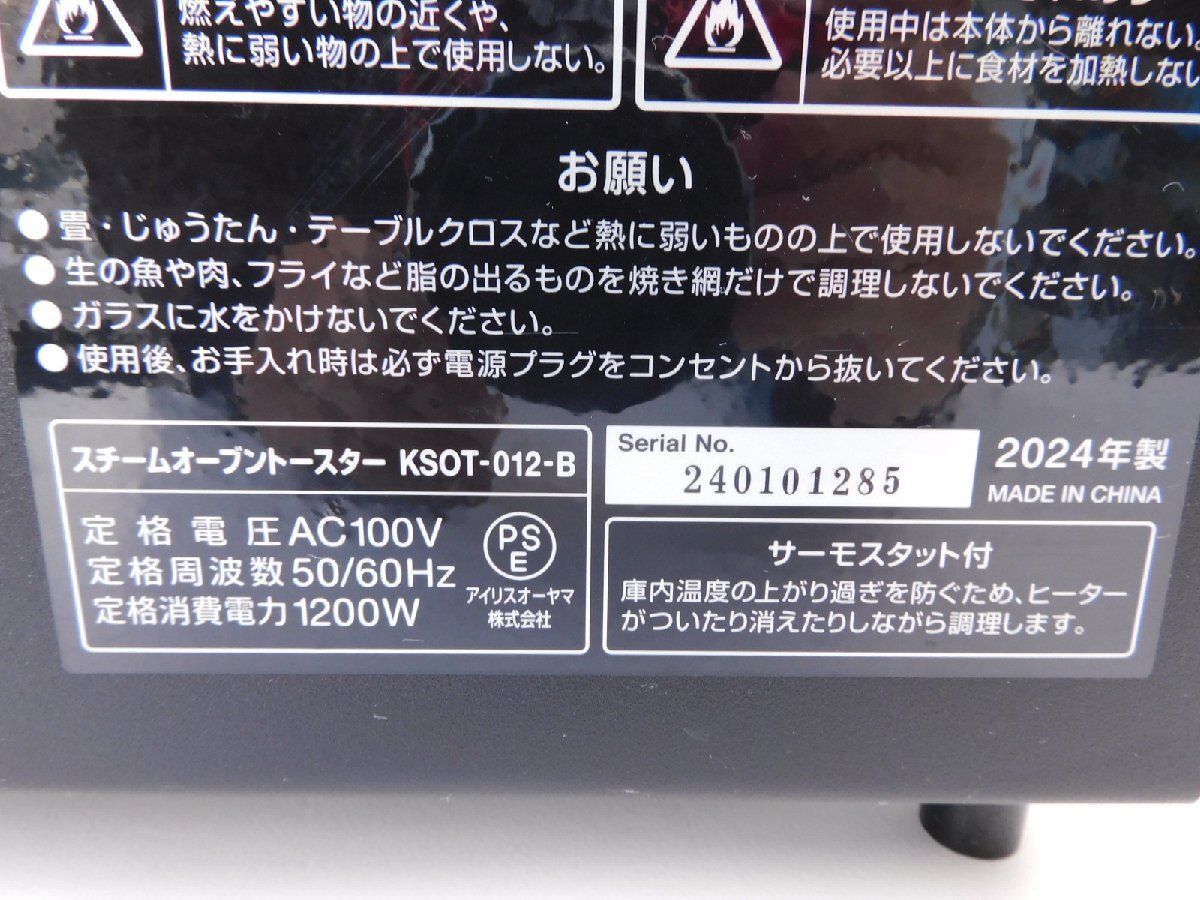 燃えやすい物の近くや、
熱に弱い物の上で使用しない。
使用中は本体から離れない。
必要以上に食材を加熱しない
お願い
●畳・じゅうたん・テーブルクロスなど熱に弱いものの上で使用しないでください。
●生の魚や肉、フライなど脂の出るものを焼き網だけで調理しないでください。
●ガラスに水をかけないでください。
●使用後、お手入れ時は必ず電源プラグをコンセントから抜いてください。
スチームオーブントースター KSOT-012-B
定格電圧 AC100V
定格周波数 50/60Hz
定格消費電力 1200W
PS
E
アイリスオーヤマ
株式会社
Serial No.
240101285
2024年製
MADE IN CHINA
サーモスタット付
庫内温度の上がり過ぎを防ぐため、ヒーター
がついたり消えたりしながら調理します。